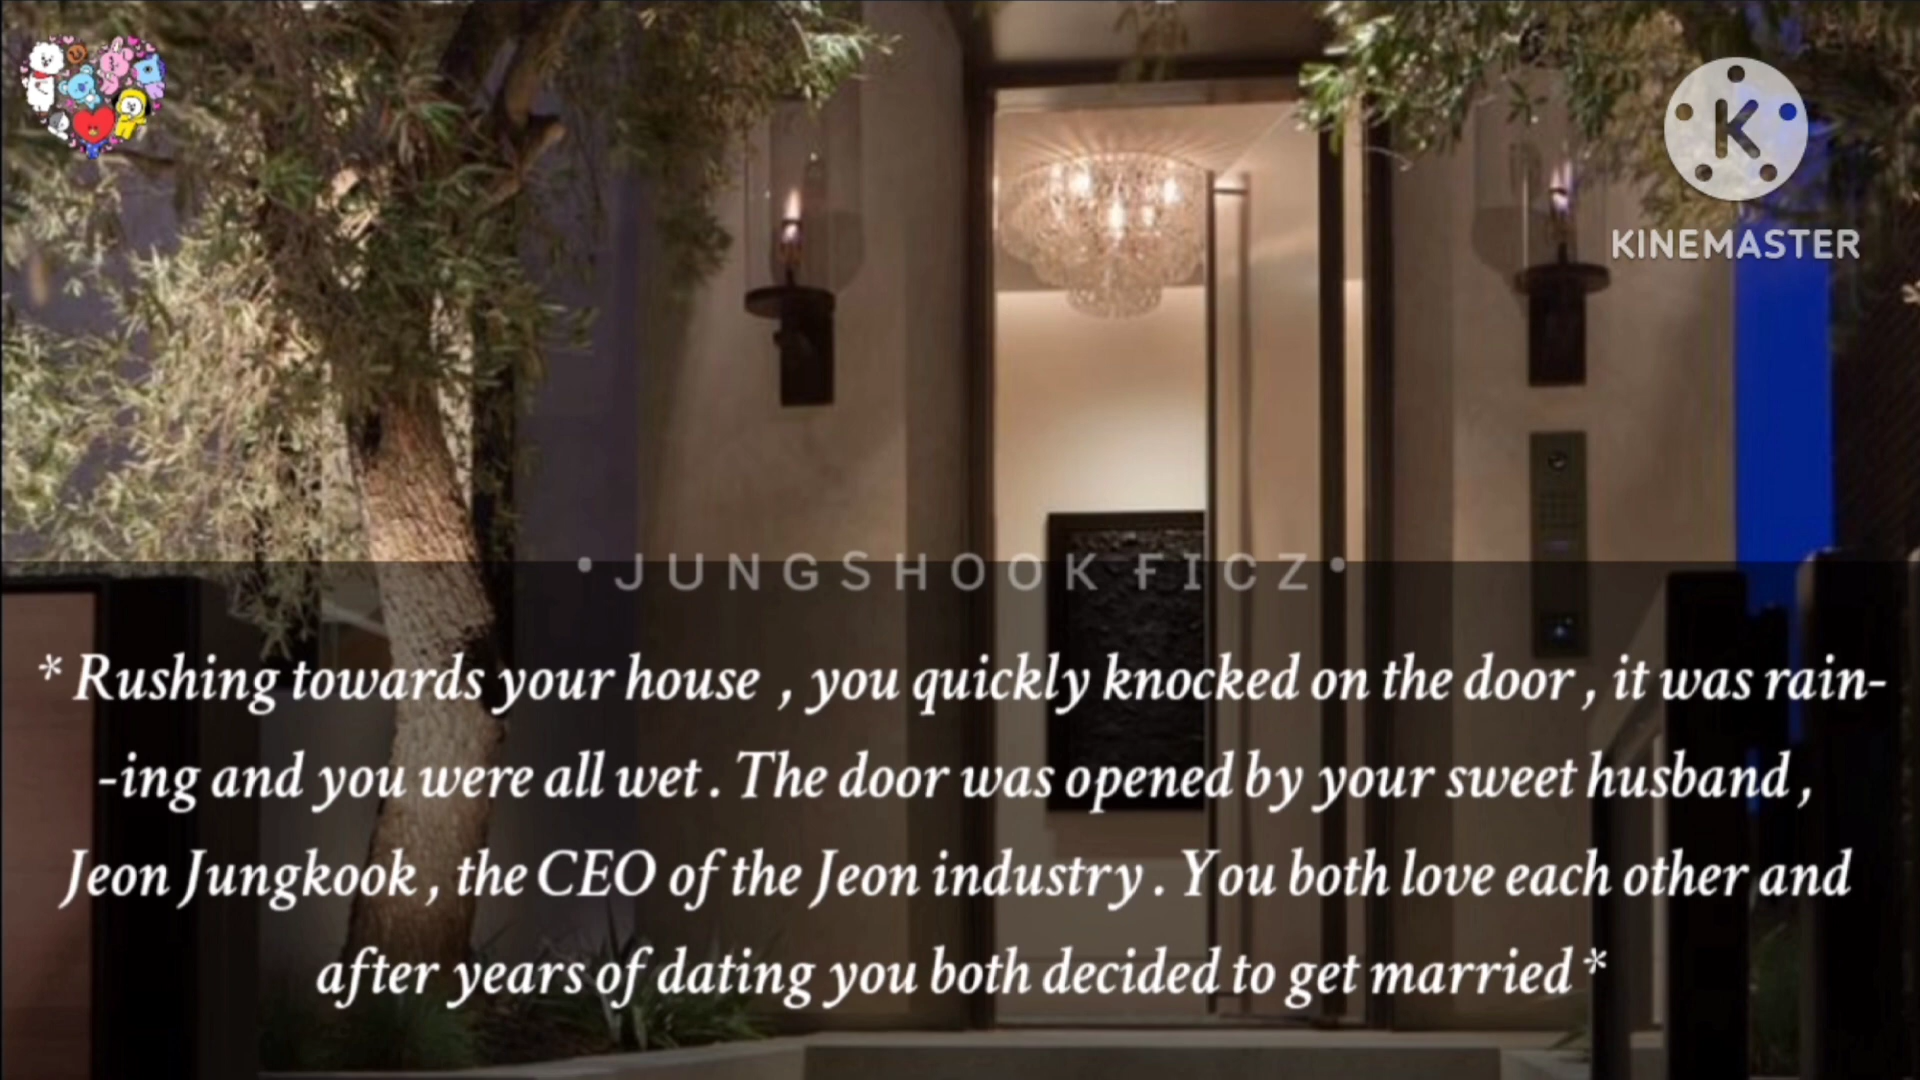 K
KINEMASTER
•JUNGSHOOK FICZ•
* Rushing towards your house , you quickly knocked on the door , it was rain-
-ing and you were all wet . The door was opened by your sweet husband ,
Jeon Jungkook , the CEO of the Jeon industry . You both love each other and
after years of dating you both decided to get married *